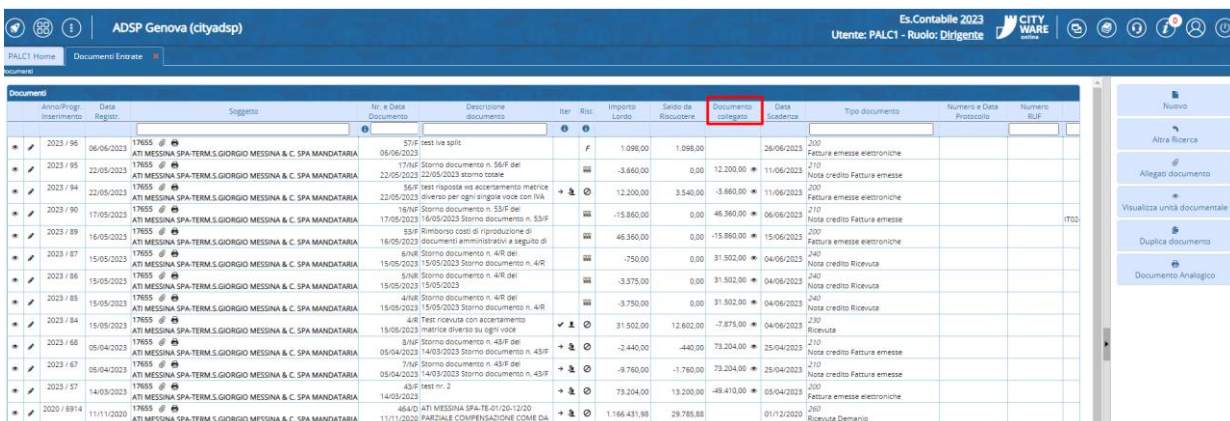 ADSP Genova (cityadsp)
Es.Contabile 2023
Utente: PALC1 - Ruolo: Dirigente
CITY WARE online
0
PALC1 Home
Documenti Entrate
Documenti
Anno/Progr. Inserimento Data Registr. Soggetto Nr. e Data Documento Descrizione documento Iter Risc Importo Lordo Saldo da Riscuotere Documento collegato Data Scadenza Tipo documento Numero e Data Protocollo Numero RUF
2023 / 96 06/06/2023 17655 ATI MESSINA SPA-TERM.S.GIORGIO MESSINA & C. SPA MANDATARIA 57/F 06/06/2023 test iva split F 1.098,00 1.098,00 26/06/2023 200 Fattura emesse elettroniche
2023 / 95 22/05/2023 17655 ATI MESSINA SPA-TERM.S.GIORGIO MESSINA & C. SPA MANDATARIA 17/NF 22/05/2023 Storno documento n. 56/F del 22/05/2023 storno totale -3.660,00 0,00 12.200,00 11/06/2023 210 Nota credito Fattura emesse
2023 / 94 22/05/2023 17655 ATI MESSINA SPA-TERM.S.GIORGIO MESSINA & C. SPA MANDATARIA 56/F 22/05/2023 test risposta ws accertamento matrice diverso per ogni singola voce con IVA 12.200,00 3.540,00 -3.660,00 11/06/2023 200 Fattura emesse elettroniche
2023 / 90 17/05/2023 17655 ATI MESSINA SPA-TERM.S.GIORGIO MESSINA & C. SPA MANDATARIA 16/NF 17/05/2023 Storno documento n. 53/F del 16/05/2023 Storno documento n. 53/F -15.860,00 0,00 46.360,00 06/06/2023 210 Nota credito Fattura emesse
2023 / 89 16/05/2023 17655 ATI MESSINA SPA-TERM.S.GIORGIO MESSINA & C. SPA MANDATARIA 53/F 16/05/2023 Rimborso costi di riproduzione di documenti amministrativi a seguito di 46.360,00 0,00 -15.860,00 15/06/2023 200 Fattura emesse elettroniche
2023 / 87 15/05/2023 17655 ATI MESSINA SPA-TERM.S.GIORGIO MESSINA & C. SPA MANDATARIA 6/NR 15/05/2023 Storno documento n. 4/R del 15/05/2023 Storno documento n. 4/R -750,00 0,00 31.502,00 04/06/2023 240 Nota credito Ricevuta
2023 / 86 15/05/2023 17655 ATI MESSINA SPA-TERM.S.GIORGIO MESSINA & C. SPA MANDATARIA 5/NR 15/05/2023 Storno documento n. 4/R del 15/05/2023 -3.375,00 0,00 31.502,00 04/06/2023 240 Nota credito Ricevuta
2023 / 85 15/05/2023 17655 ATI MESSINA SPA-TERM.S.GIORGIO MESSINA & C. SPA MANDATARIA 4/NR 15/05/2023 Storno documento n. 4/R del 15/05/2023 Storno documento n. 4/R -3.750,00 0,00 31.502,00 04/06/2023 240 Nota credito Ricevuta
2023 / 84 15/05/2023 17655 ATI MESSINA SPA-TERM.S.GIORGIO MESSINA & C. SPA MANDATARIA 4/R 15/05/2023 Test ricevuta con accertamento matrice diverso su ogni voce 31.502,00 12.602,00 -7.875,00 04/06/2023 230 Ricevuta
2023 / 68 05/04/2023 17655 ATI MESSINA SPA-TERM.S.GIORGIO MESSINA & C. SPA MANDATARIA 8/NF 05/04/2023 Storno documento n. 43/F del 14/03/2023 Storno documento n. 43/F -2.440,00 -440,00 73.204,00 25/04/2023 210 Nota credito Fattura emesse
2023 / 67 05/04/2023 17655 ATI MESSINA SPA-TERM.S.GIORGIO MESSINA & C. SPA MANDATARIA 7/NF 05/04/2023 Storno documento n. 43/F del 14/03/2023 Storno documento n. 43/F -9.760,00 -1.760,00 73.204,00 25/04/2023 210 Nota credito Fattura emesse
2023 / 57 14/03/2023 17655 ATI MESSINA SPA-TERM.S.GIORGIO MESSINA & C. SPA MANDATARIA 43/F 14/03/2023 test nr. 2 73.204,00 13.200,00 -49.410,00 03/04/2023 200 Fattura emesse elettroniche
2020 / 6914 11/11/2020 17655 ATI MESSINA SPA-TERM.S.GIORGIO MESSINA & C. SPA MANDATARIA 464/D 11/11/2020 ATI MESSINA SPA-TE-01/20-12/20 PARZIALE COMPENSAZIONE COME DA 1.166.431,98 29.785,88 01/12/2020 260 Ricevuta Demanio
Nuovo
Altra Ricerca
Allegati documento
Visualizza unità documentale
Duplica documento
Documento Analogico